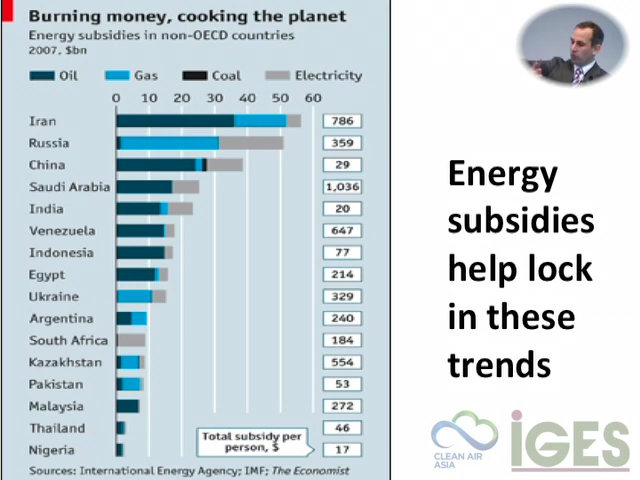 Burning money, cooking the planet
Energy subsidies in non-OECD countries
2007, $bn
Oil Gas Coal Electricity
0 10 20 30 40 50 60
Iran 786
Russia 359
China 29
Saudi Arabia 1,036
India 20
Venezuela 647
Indonesia 77
Egypt 214
Ukraine 329
Argentina 240
South Africa 184
Kazakhstan 554
Pakistan 53
Malaysia 272
Thailand 46
Nigeria 17
Total subsidy per
person, $
Sources: International Energy Agency; IMF; The Economist
Energy
subsidies
help lock
in these
trends
CLEAN AIR
ASIA
iGES